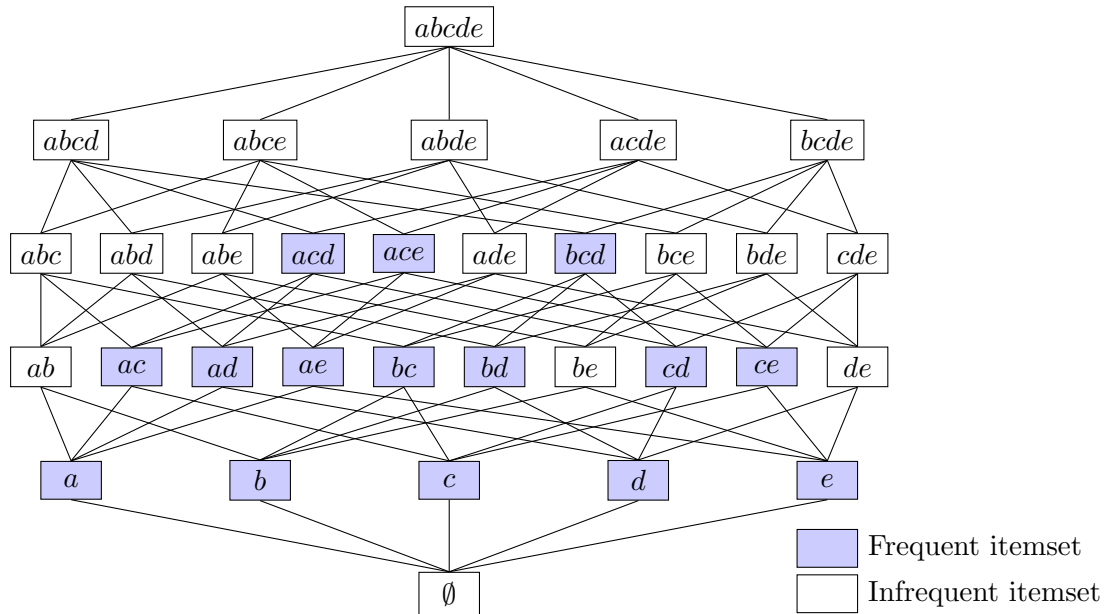 abcde
abcd abce abde acde bcde
abc abd abe acd ace ade bcd bce bde cde
ab ac ad ae bc bd be cd ce de
a b c d e
Frequent itemset
∅ Infrequent itemset